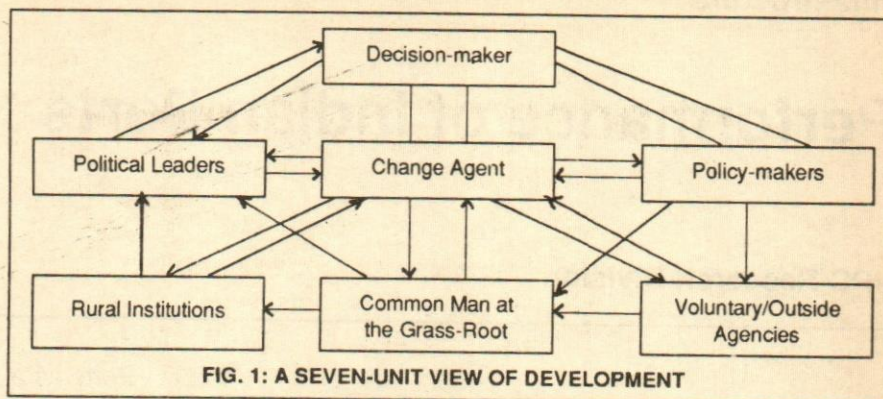 Decision-maker
Political Leaders
Change Agent
Policy-makers
Rural Institutions
Common Man at
the Grass-Root
Voluntary/Outside
Agencies
FIG. 1: A SEVEN-UNIT VIEW OF DEVELOPMENT